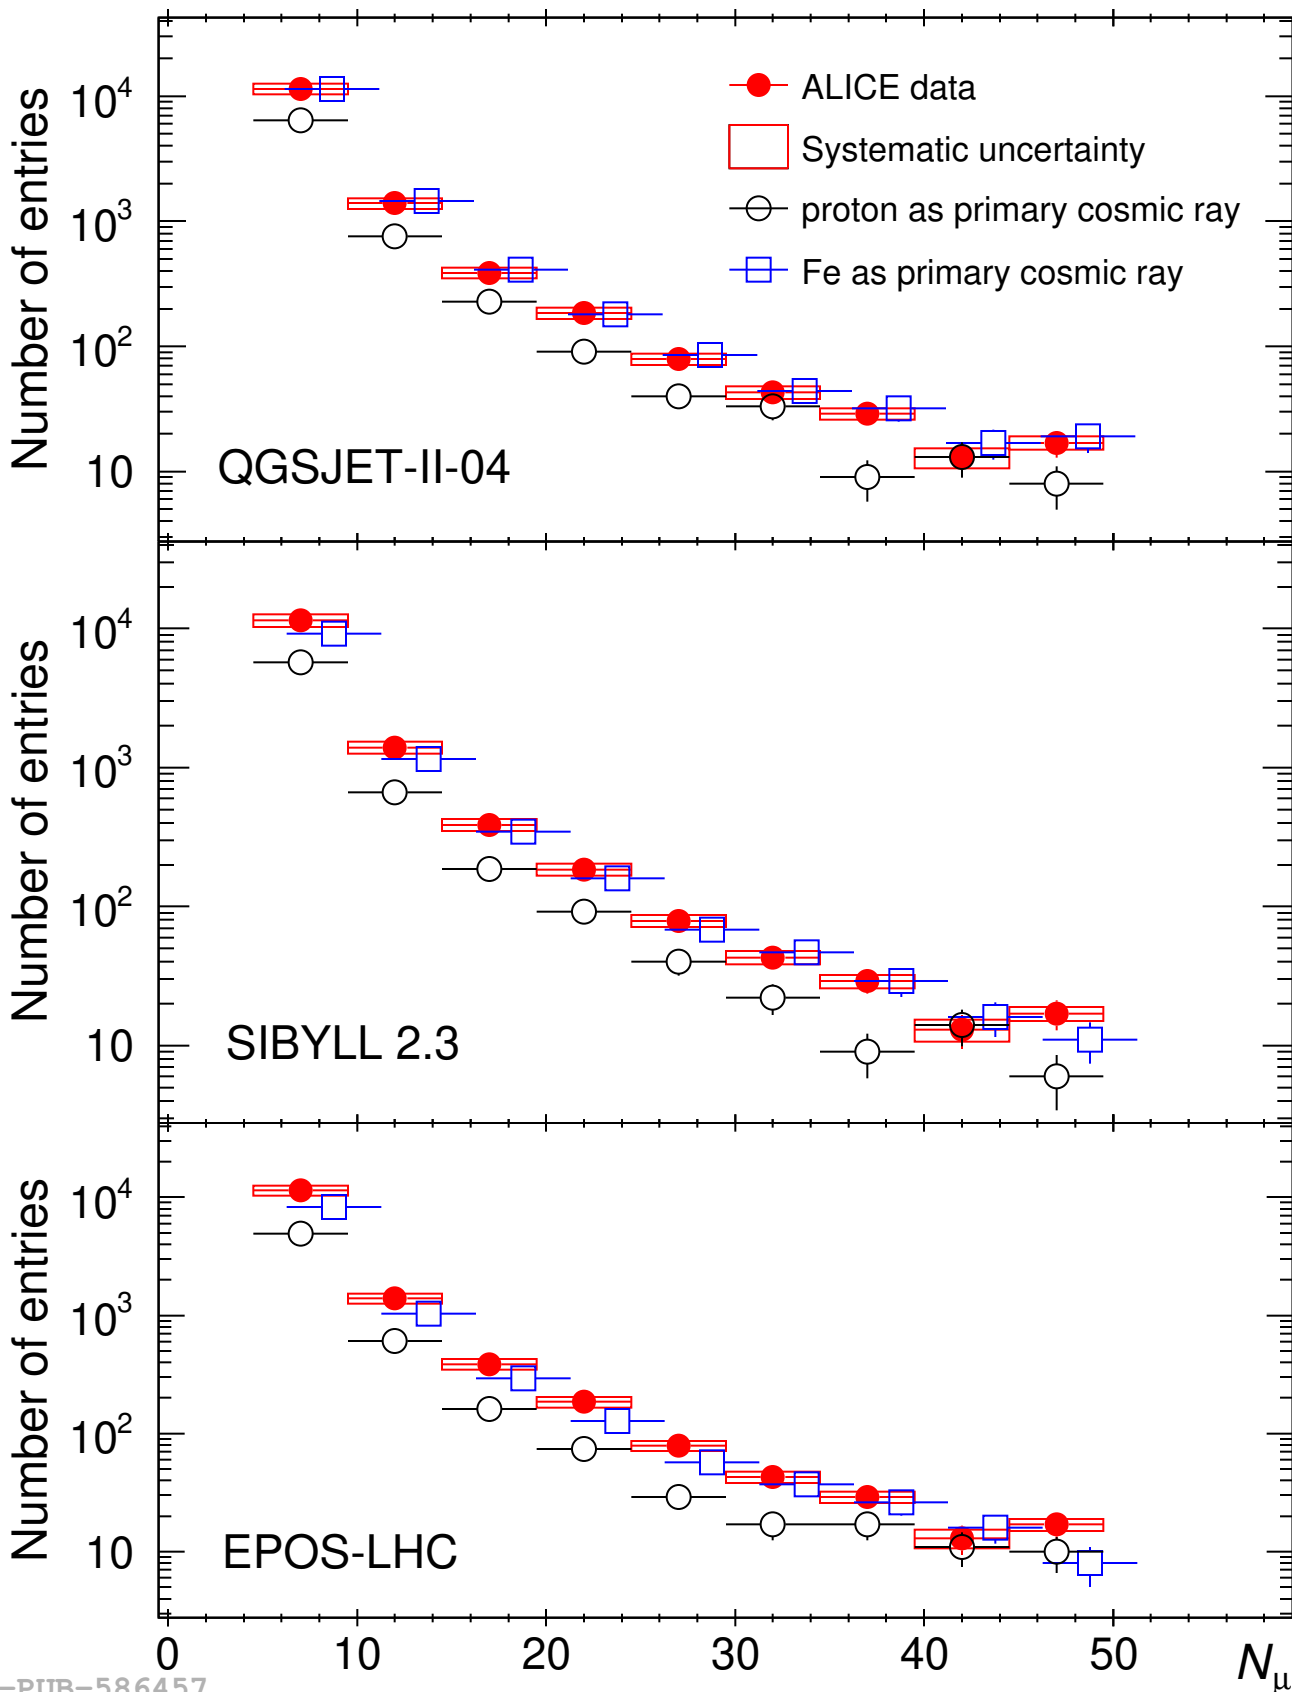 Number of entries
10⁴
10³
10²
10
ALICE data
Systematic uncertainty
proton as primary cosmic ray
Fe as primary cosmic ray
QGSJET-II-04
Number of entries
10⁴
10³
10²
10
SIBYLL 2.3
Number of entries
10⁴
10³
10²
10
EPOS-LHC
0 10 20 30 40 50 Nμ
-PUB-586457